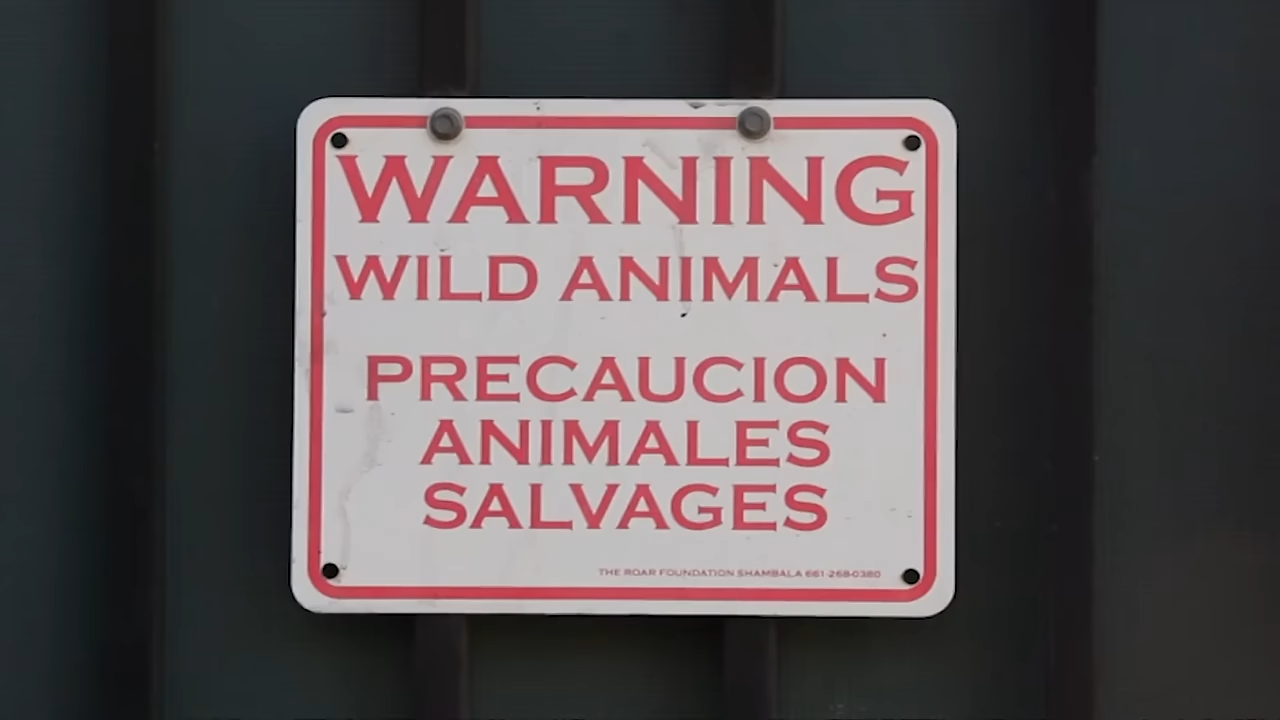 WARNING
WILD ANIMALS
PRECAUCION
ANIMALES
SALVAGES
THE ROAR FOUNDATION SHAMBALA 661-268-0380